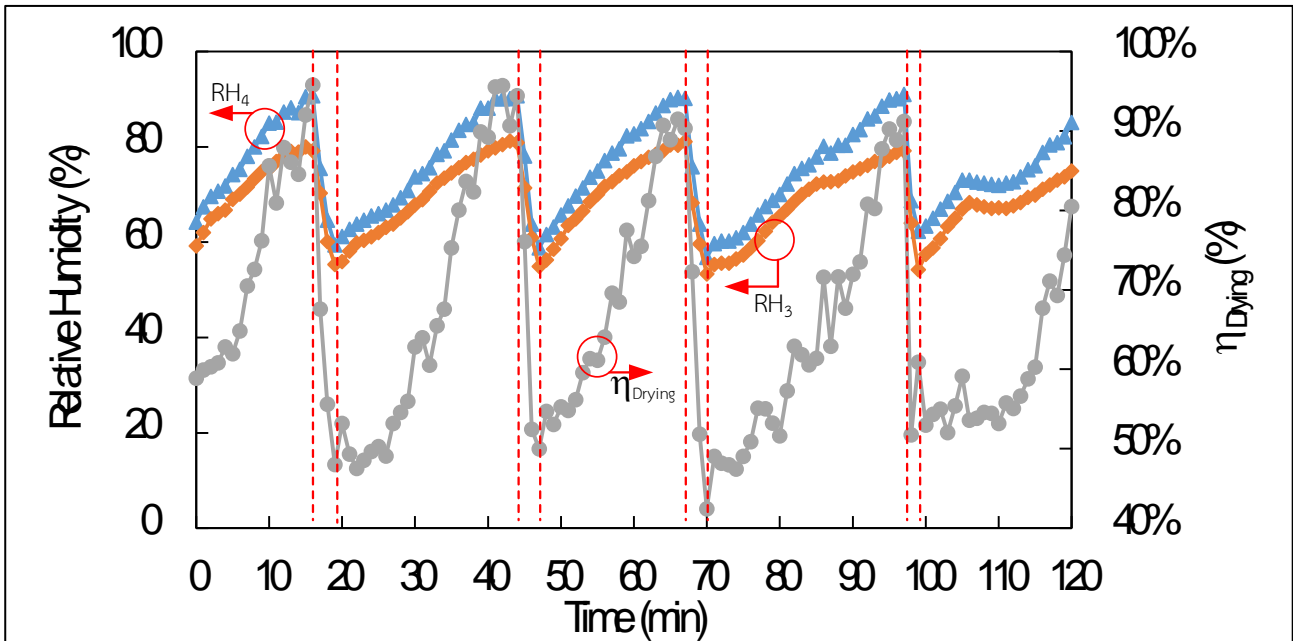 100
80
60
40
20
0
Relative Humidity (%)
RH4
RH3
ηDrying
100%
90%
80%
70%
60%
50%
40%
ηDrying (%)
0 10 20 30 40 50 60 70 80 90 100 110 120
Time (min)